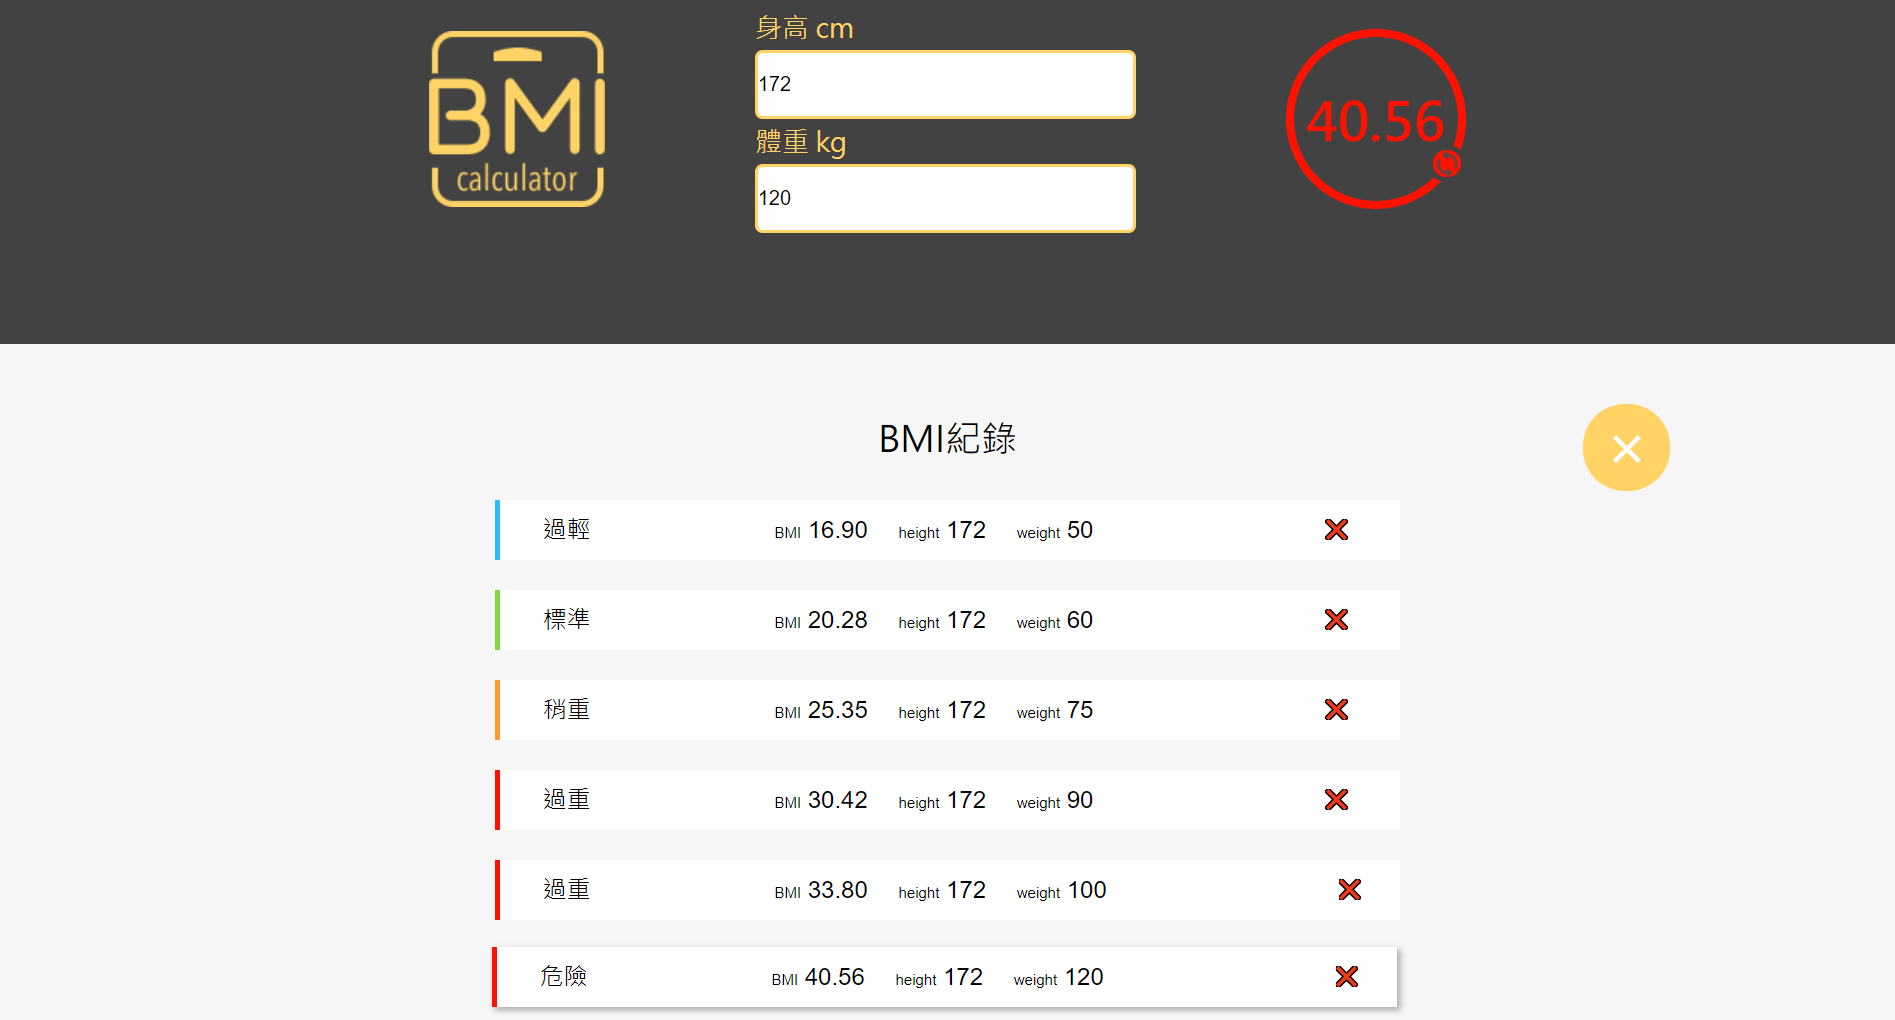 BMI
calculator
身高 cm
172
體重 kg
120
40.56
BMI紀錄
過輕 BMI 16.90 height 172 weight 50
標準 BMI 20.28 height 172 weight 60
稍重 BMI 25.35 height 172 weight 75
過重 BMI 30.42 height 172 weight 90
過重 BMI 33.80 height 172 weight 100
危險 BMI 40.56 height 172 weight 120